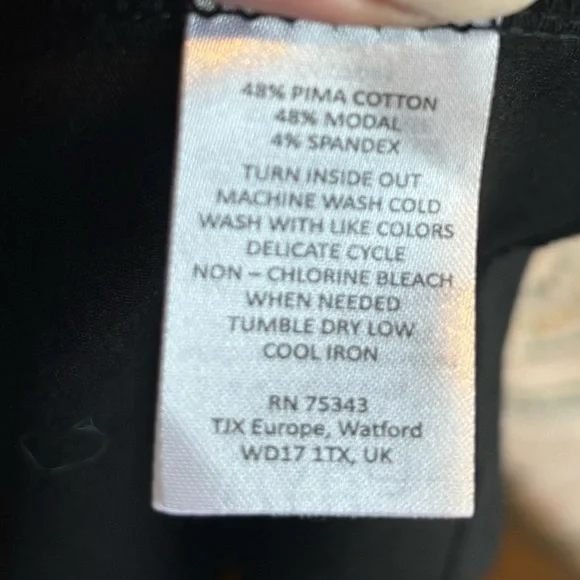 48% PIMA COTTON
48% MODAL
4% SPANDEX
TURN INSIDE OUT
MACHINE WASH COLD
WASH WITH LIKE COLORS
DELICATE CYCLE
NON – CHLORINE BLEACH
WHEN NEEDED
TUMBLE DRY LOW
COOL IRON
RN 75343
TJX Europe, Watford
WD17 1TX, UK